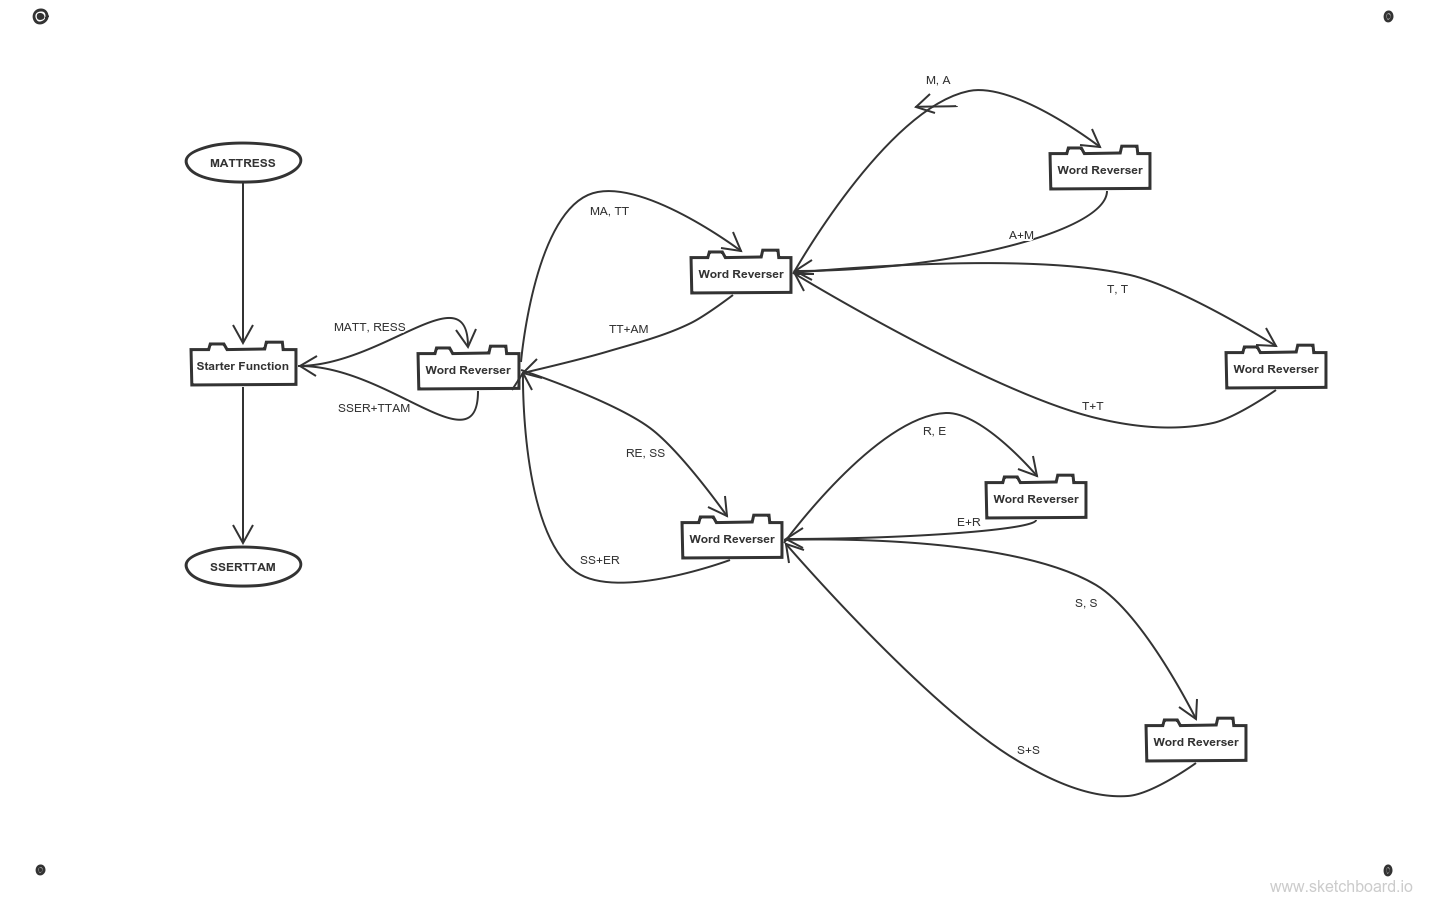 MATTRESS
Starter Function
SSERTTAM
MATT, RESS
Word Reverser
SSER+TTAM
MA, TT
Word Reverser
TT+AM
M, A
Word Reverser
A+M
T, T
Word Reverser
T+T
RE, SS
Word Reverser
SS+ER
R, E
Word Reverser
E+R
S, S
Word Reverser
S+S
www.sketchboard.io